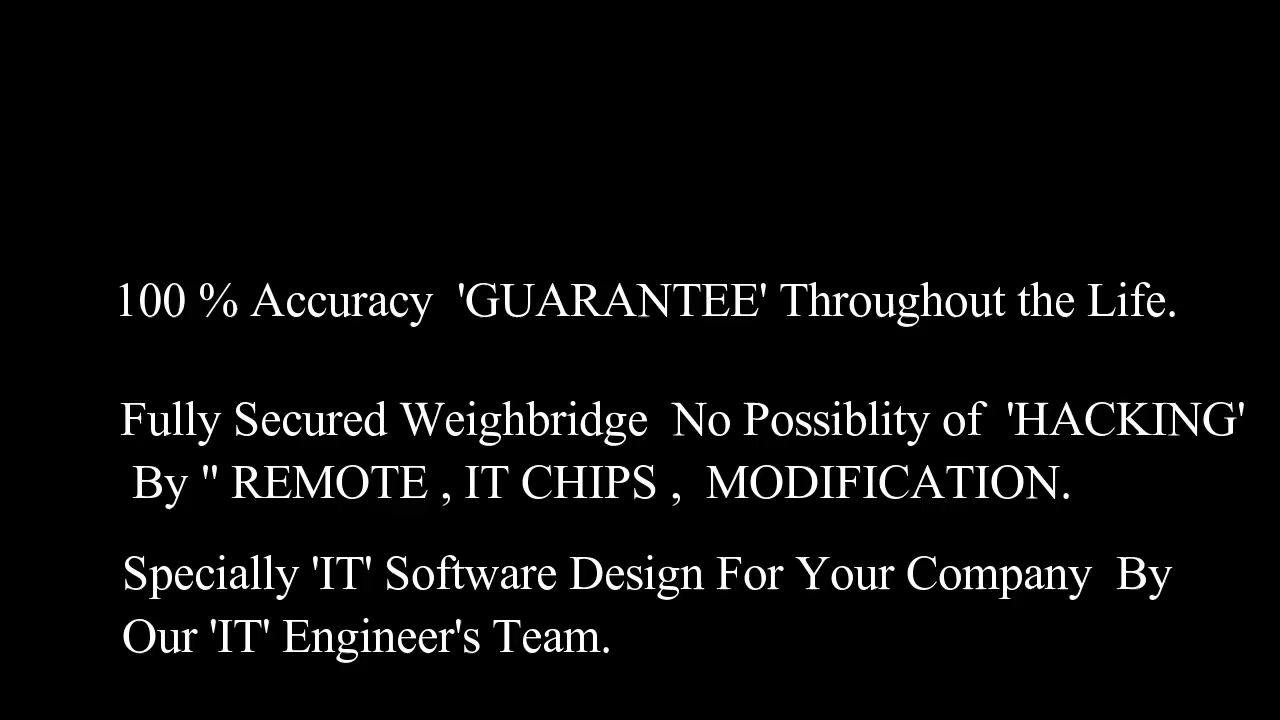 100 % Accuracy 'GUARANTEE' Throughout the Life.
Fully Secured Weighbridge No Possiblity of 'HACKING'
By " REMOTE , IT CHIPS , MODIFICATION.
Specially 'IT' Software Design For Your Company By
Our 'IT' Engineer's Team.